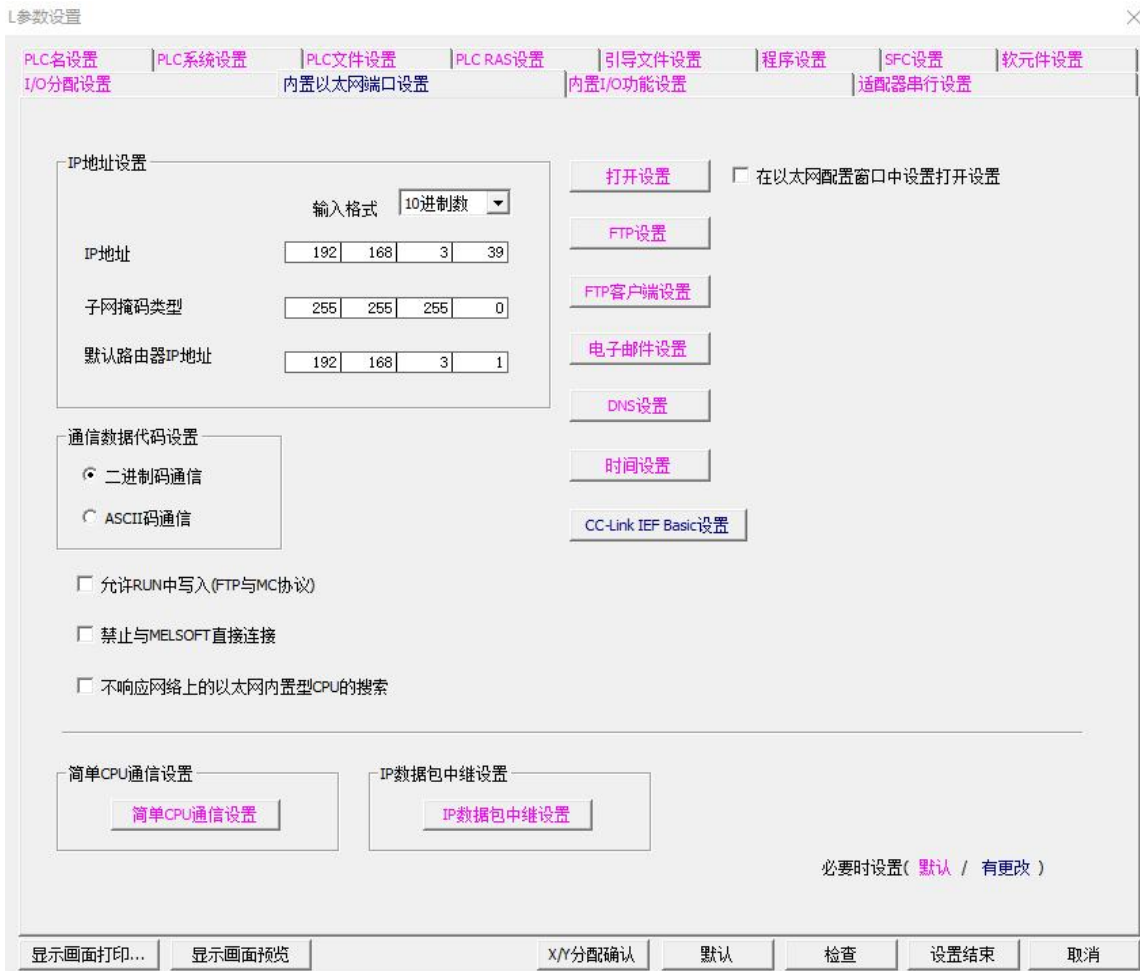 L参数设置
PLC名设置 PLC系统设置 PLC文件设置 PLC RAS设置 引导文件设置 程序设置 SFC设置 软元件设置
I/O分配设置 内置以太网端口设置 内置I/O功能设置 适配器串行设置
IP地址设置
输入格式 10进制数
IP地址 192 168 3 39
子网掩码类型 255 255 255 0
默认路由器IP地址 192 168 3 1
打开设置 在以太网配置窗口中设置打开设置
FTP设置
FTP客户端设置
电子邮件设置
DNS设置
时间设置
CC-Link IEF Basic设置
通信数据代码设置
二进制码通信
ASCII码通信
允许RUN中写入(FTP与MC协议)
禁止与MELSOFT直接连接
不响应网络上的以太网内置型CPU的搜索
简单CPU通信设置
简单CPU通信设置
IP数据包中继设置
IP数据包中继设置
必要时设置( 默认 / 有更改 )
显示画面打印... 显示画面预览 X/Y分配确认 默认 检查 设置结束 取消